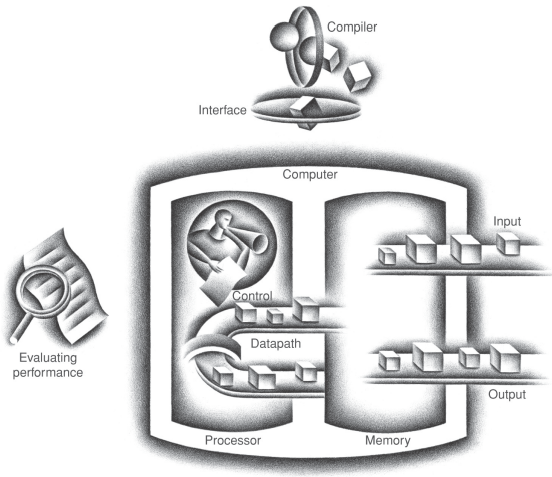 Compiler
Interface
Computer
Input
Control
Datapath
Evaluating
performance
Output
Processor
Memory